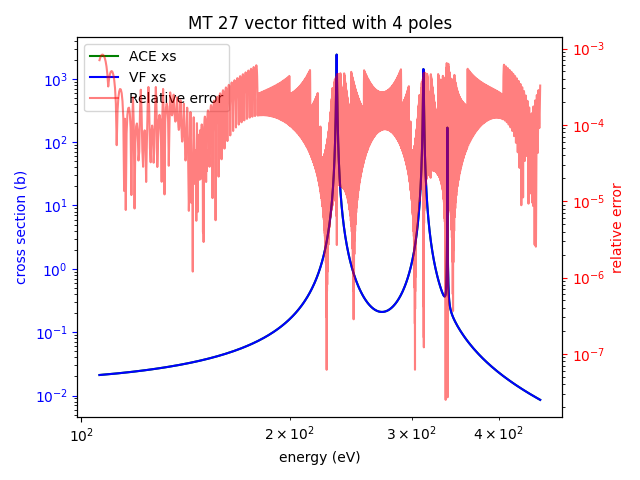 MT 27 vector fitted with 4 poles
ACE xs
VF xs
Relative error
10³
10²
10¹
10⁰
10⁻¹
10⁻²
cross section (b)
10⁻³
10⁻⁴
10⁻⁵
10⁻⁶
10⁻⁷
relative error
10²
2 × 10²
3 × 10²
4 × 10²
energy (eV)